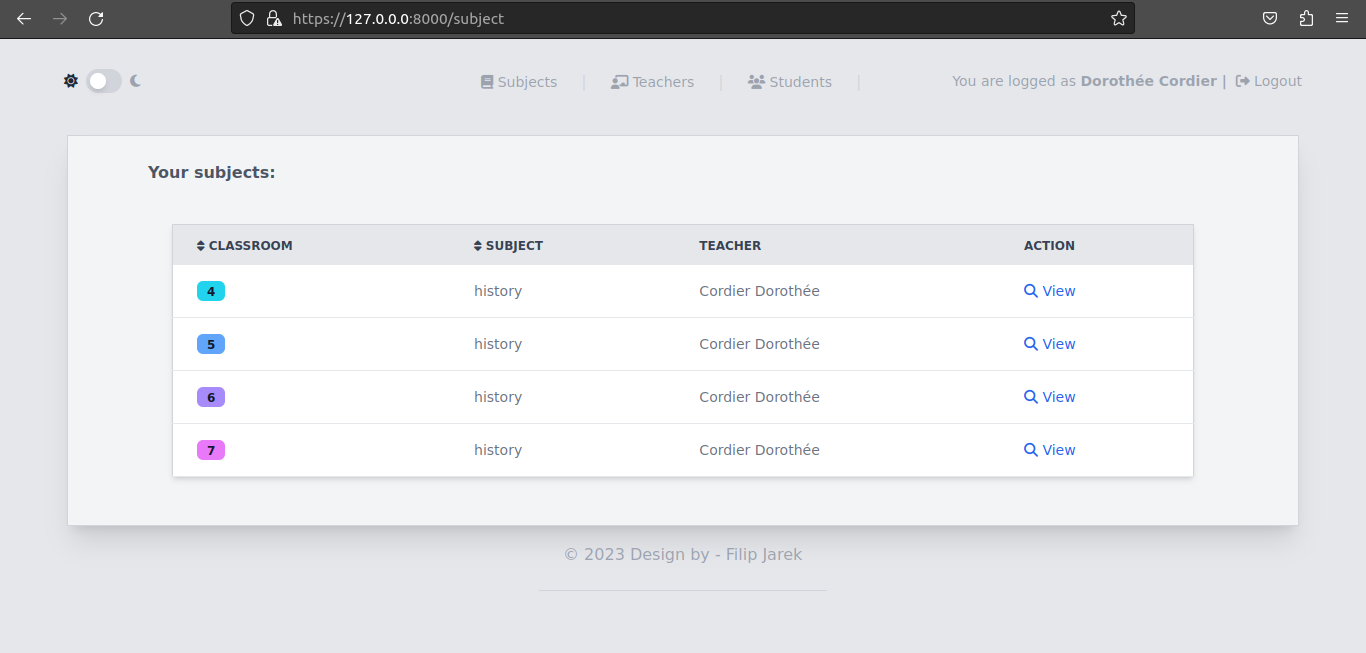 https://127.0.0.0:8000/subject
Subjects | Teachers | Students | You are logged as Dorothée Cordier | Logout
Your subjects:
CLASSROOM SUBJECT TEACHER ACTION
4 history Cordier Dorothée View
5 history Cordier Dorothée View
6 history Cordier Dorothée View
7 history Cordier Dorothée View
© 2023 Design by - Filip Jarek